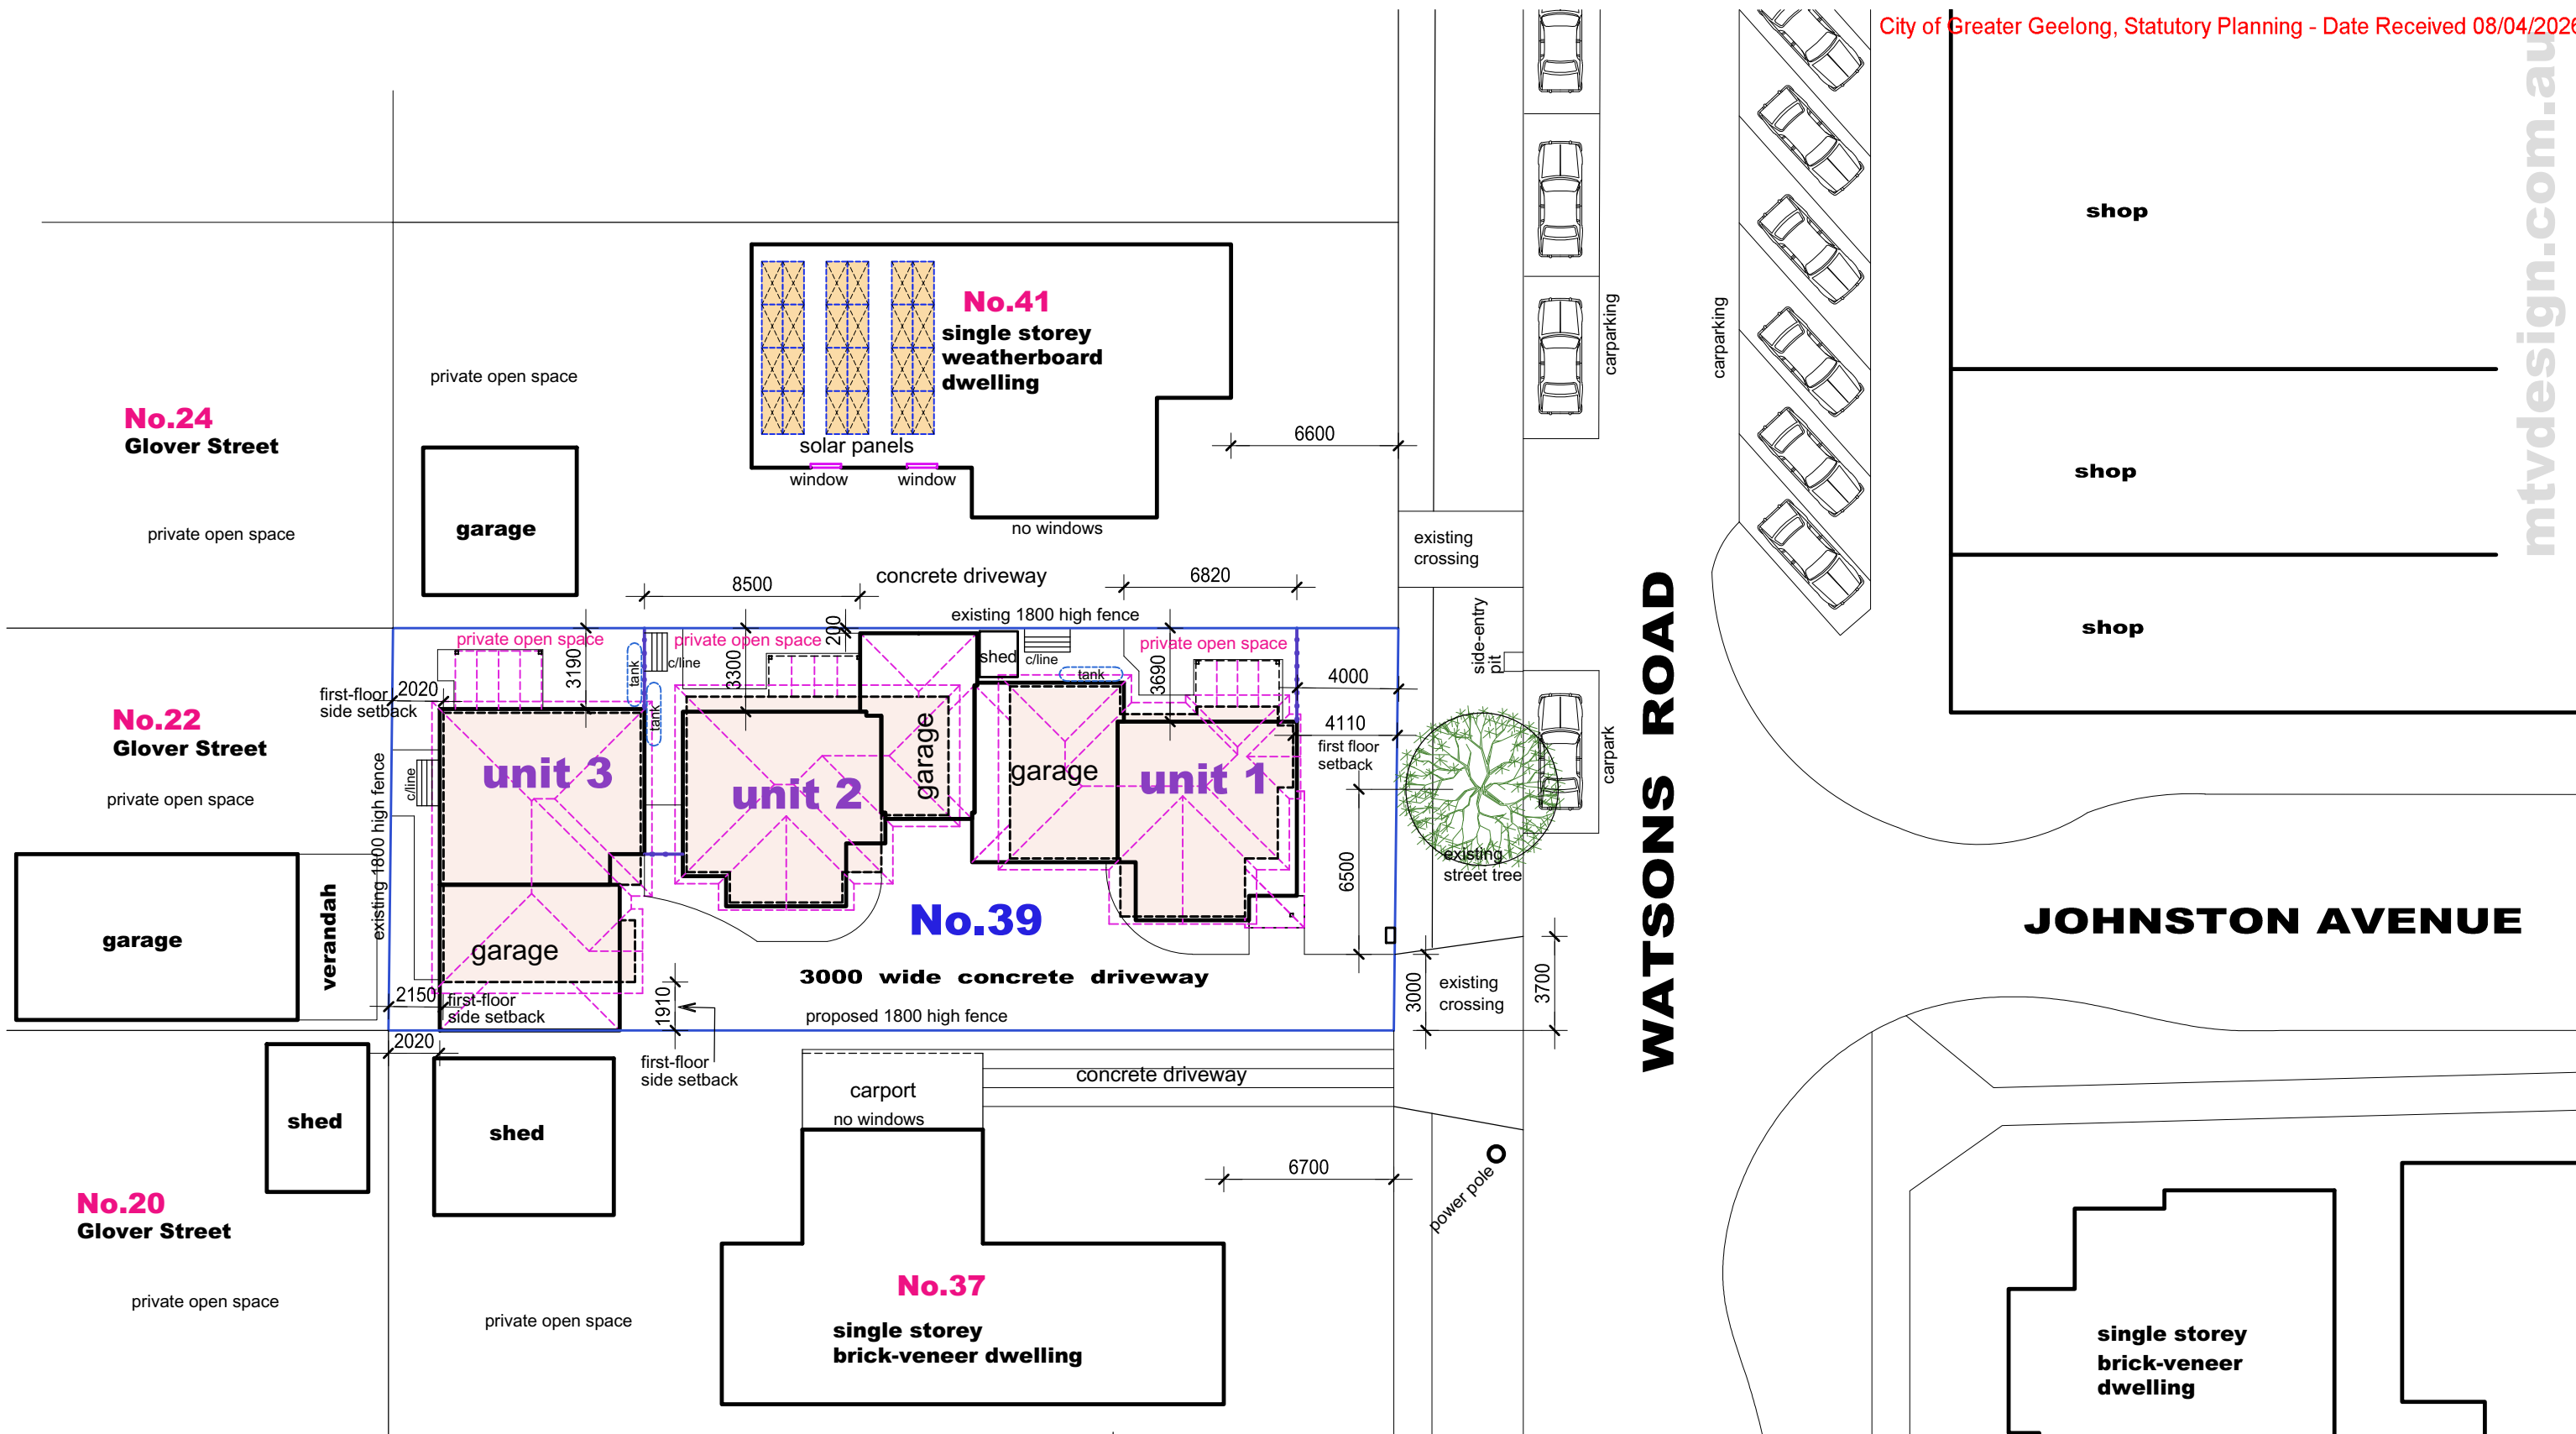 City of Greater Geelong, Statutory Planning - Date Received 08/04/2026
mtvdesign.com.au
shop
shop
shop
No.41
single storey
weatherboard
dwelling
solar panels
window
window
no windows
6600
carparking
carparking
private open space
No.24
Glover Street
private open space
garage
existing
crossing
8500
concrete driveway
6820
existing 1800 high fence
side-entry
pit
private open space
private open space
private open space
3190
tank
c/line
3300
200
shed
c/line
tank
3690
4000
first-floor
side setback
2020
tank
4110
first floor
setback
No.22
Glover Street
private open space
c/line
existing 1800 high fence
unit 3
unit 2
garage
garage
unit 1
carpark
WATSONS ROAD
existing
street tree
6500
garage
verandah
garage
No.39
JOHNSTON AVENUE
3000 wide concrete driveway
2150
first-floor
side setback
1910
proposed 1800 high fence
3000
existing
crossing
3700
2020
first-floor
side setback
shed
shed
carport
no windows
concrete driveway
6700
power pole
No.20
Glover Street
private open space
private open space
No.37
single storey
brick-veneer dwelling
single storey
brick-veneer
dwelling